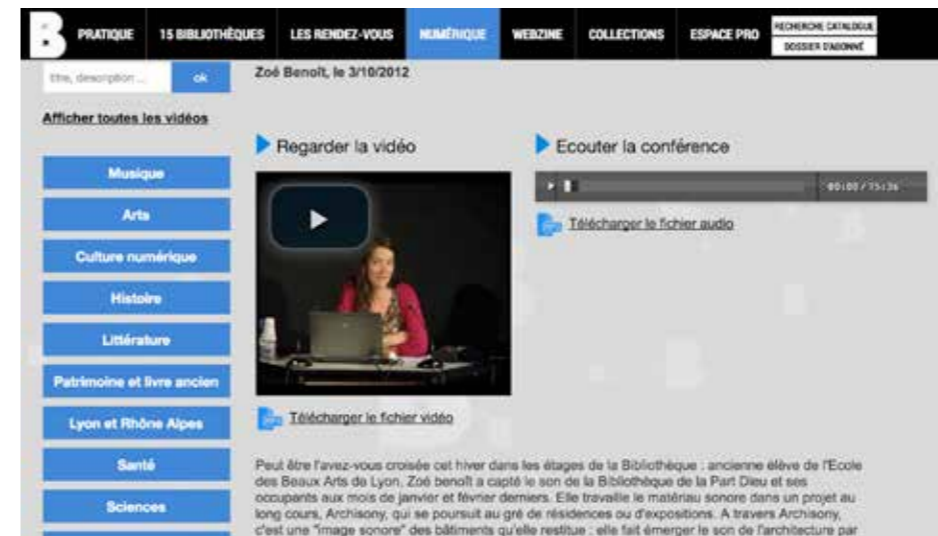 B PRATIQUE 15 BIBLIOTHÈQUES LES RENDEZ-VOUS NUMÉRIQUE WEBZINE COLLECTIONS ESPACE PRO RECHERCHE CATALOGUE
DOSSIER D'ABONNÉ
titre, description ... ok
Zoé Benoît, le 3/10/2012
Afficher toutes les vidéos
Regarder la vidéo
Ecouter la conférence
00:00 / 75:36
Télécharger le fichier audio
Musique
Arts
Culture numérique
Histoire
Littérature
Patrimoine et livre ancien
Lyon et Rhône Alpes
Santé
Sciences
Télécharger le fichier vidéo
Peut être l'avez-vous croisée cet hiver dans les étages de la Bibliothèque : ancienne élève de l'Ecole
des Beaux Arts de Lyon, Zoé benoît a capté le son de la Bibliothèque de la Part Dieu et ses
occupants aux mois de janvier et février derniers. Elle travaille le matériau sonore dans un projet au
long cours, Archisony, qui se poursuit au gré de résidences ou d'expositions. A travers Archisony,
c'est une "image sonore" des bâtiments qu'elle restitue : elle fait émerger le son de l'architecture par